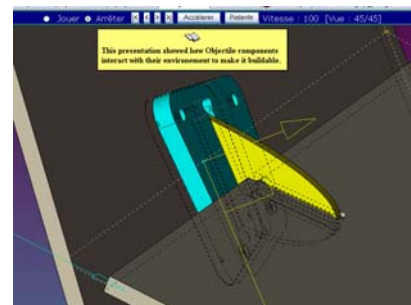 Jouer Arrêter Accélérer Ralentir Vitesse : 100 [Vue : 45/45]
This presentation showed how Objectile components
interact with their environement to make it buildable.